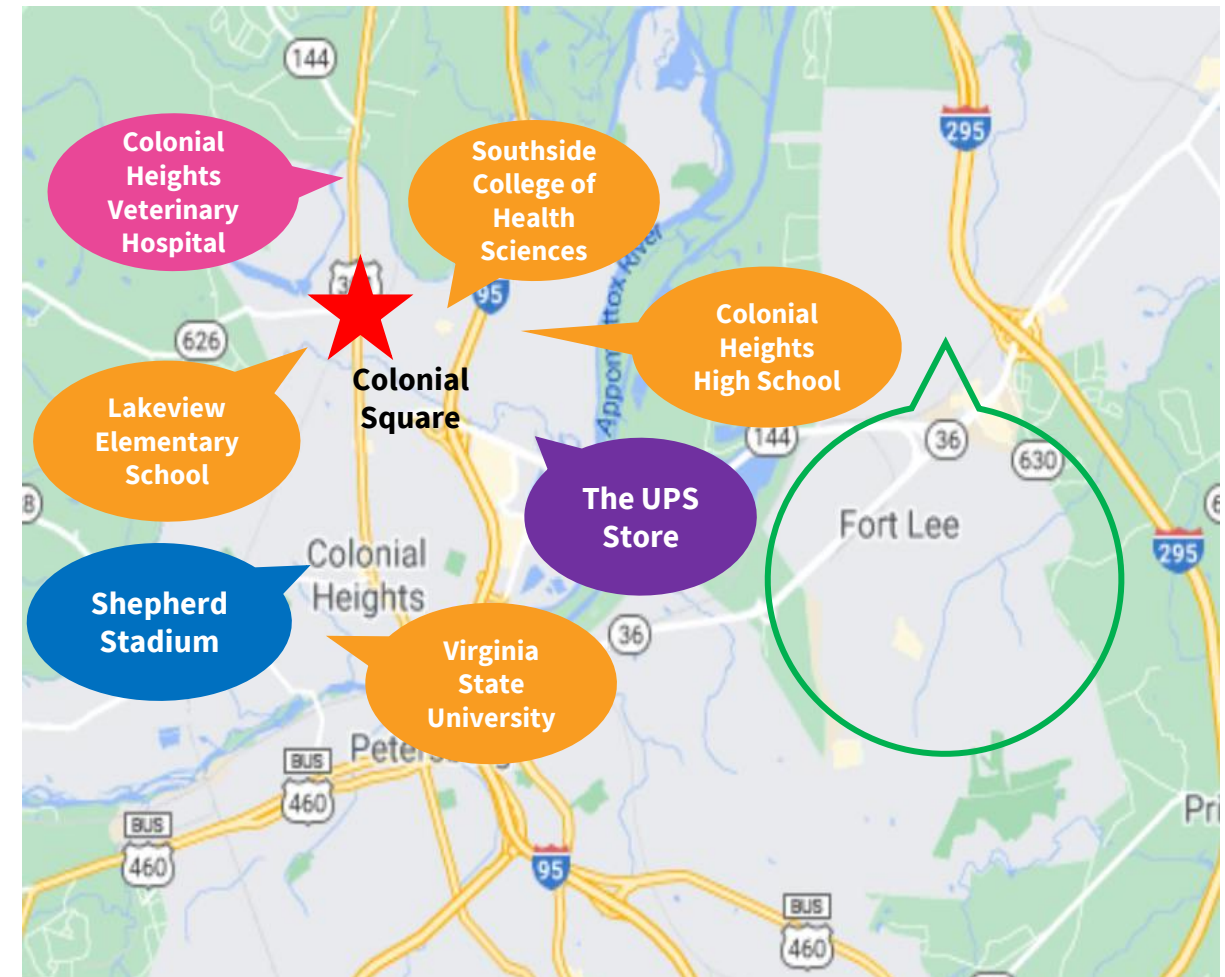 144
295
Colonial
Heights
Veterinary
Hospital
Southside
College of
Health
Sciences
95
626
Colonial
Heights
High School
Colonial
Square
Lakeview
Elementary
School
144
36
630
The UPS
Store
Fort Lee
295
Colonial
Heights
Shepherd
Stadium
36
Virginia
State
University
BUS
460
BUS
460
95
BUS
460